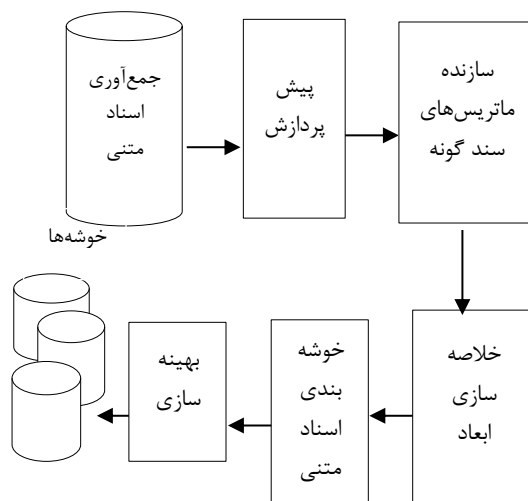 جمع‌آوری
اسناد
متنی
پیش
پردازش
سازنده
ماتریس‌های
سند گونه
خوشه‌ها
خلاصه
سازی
ابعاد
خوشه
بندی
اسناد
متنی
بهینه
سازی